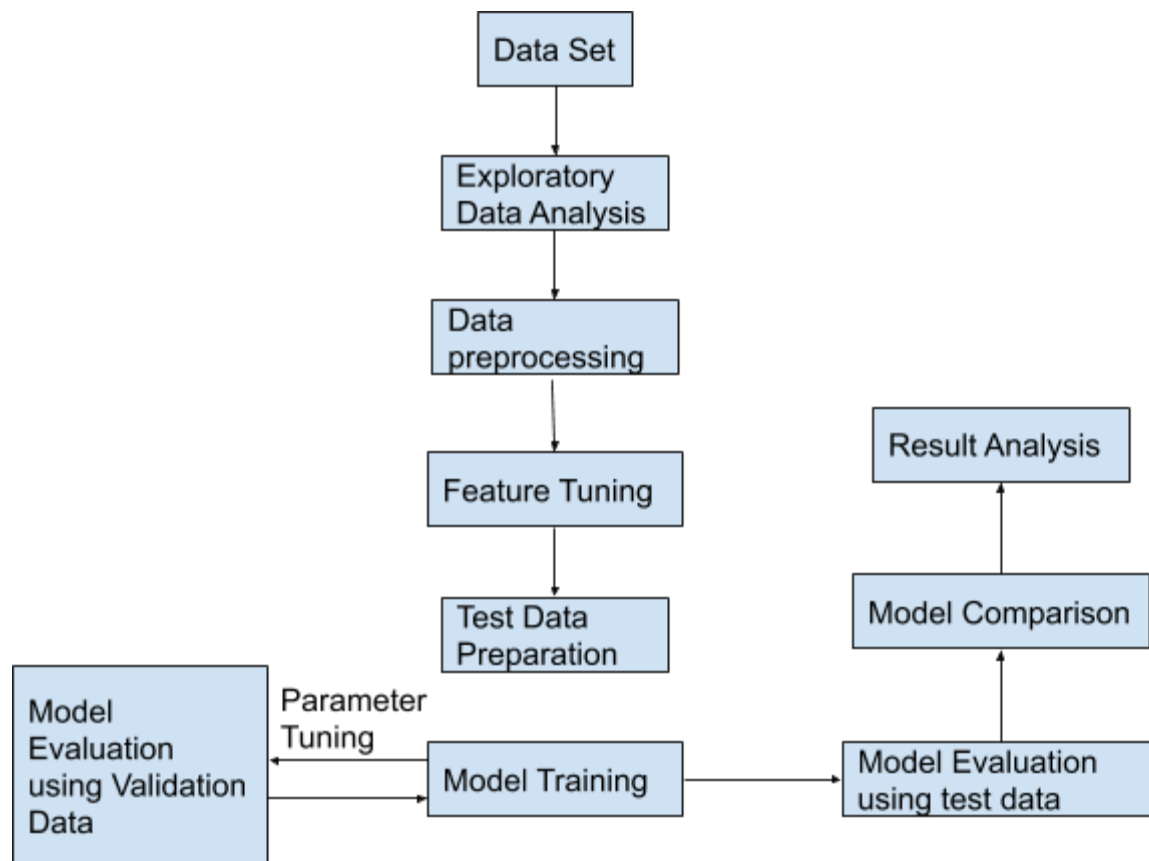 Data Set
Exploratory
Data Analysis
Data
preprocessing
Feature Tuning
Test Data
Preparation
Model
Evaluation
using Validation
Data
Parameter
Tuning
Model Training
Model Evaluation
using test data
Model Comparison
Result Analysis